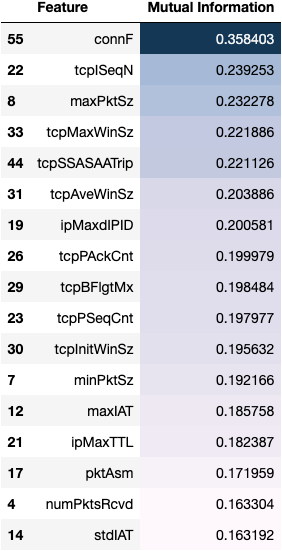 Feature Mutual Information
55 connF 0.358403
22 tcpISeqN 0.239253
8 maxPktSz 0.232278
33 tcpMaxWinSz 0.221886
44 tcpSSASAATrip 0.221126
31 tcpAveWinSz 0.203886
19 ipMaxdIPID 0.200581
26 tcpPAckCnt 0.199979
29 tcpBFlgtMx 0.198484
23 tcpPSeqCnt 0.197977
30 tcpInitWinSz 0.195632
7 minPktSz 0.192166
12 maxIAT 0.185758
21 ipMaxTTL 0.182387
17 pktAsm 0.171959
4 numPktsRcvd 0.163304
14 stdIAT 0.163192